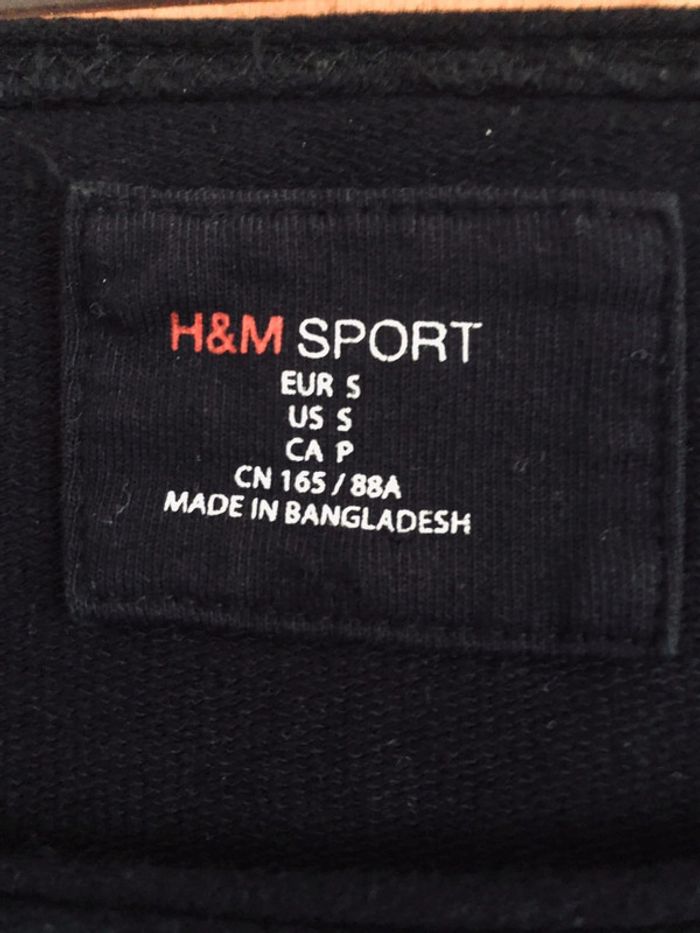 H&M SPORT
EUR S
US S
CA P
CN 165 / 88A
MADE IN BANGLADESH